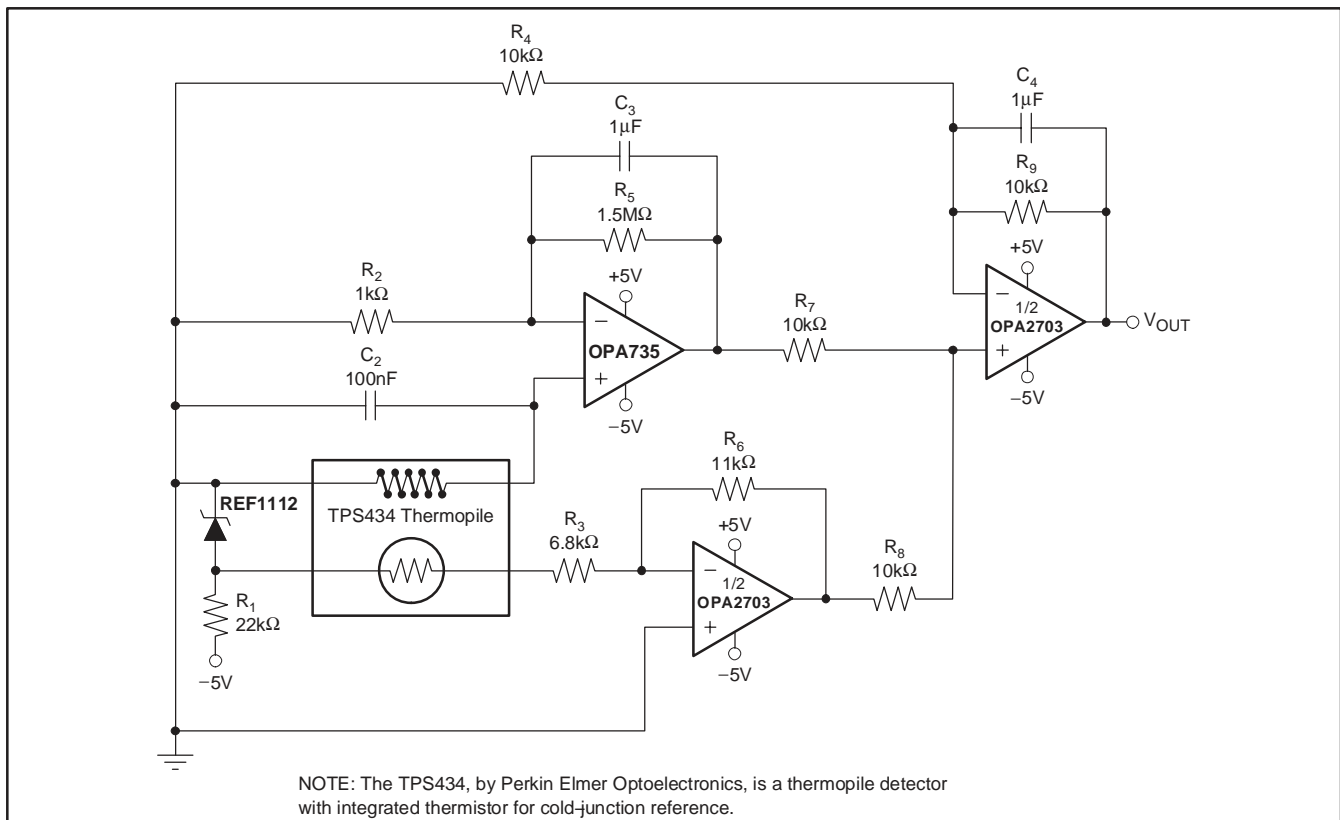 R4
10kΩ
C4
1μF
C3
1μF
R9
10kΩ
R5
1.5MΩ
+5V
R2
1kΩ
+5V
R7
10kΩ
−
1/2
OPA2703
+
VOUT
−
OPA735
+
C2
100nF
−5V
−5V
R6
11kΩ
REF1112
TPS434 Thermopile
R3
6.8kΩ
+5V
R8
10kΩ
−
1/2
OPA2703
+
R1
22kΩ
−5V
−5V
NOTE: The TPS434, by Perkin Elmer Optoelectronics, is a thermopile detector
with integrated thermistor for cold-junction reference.